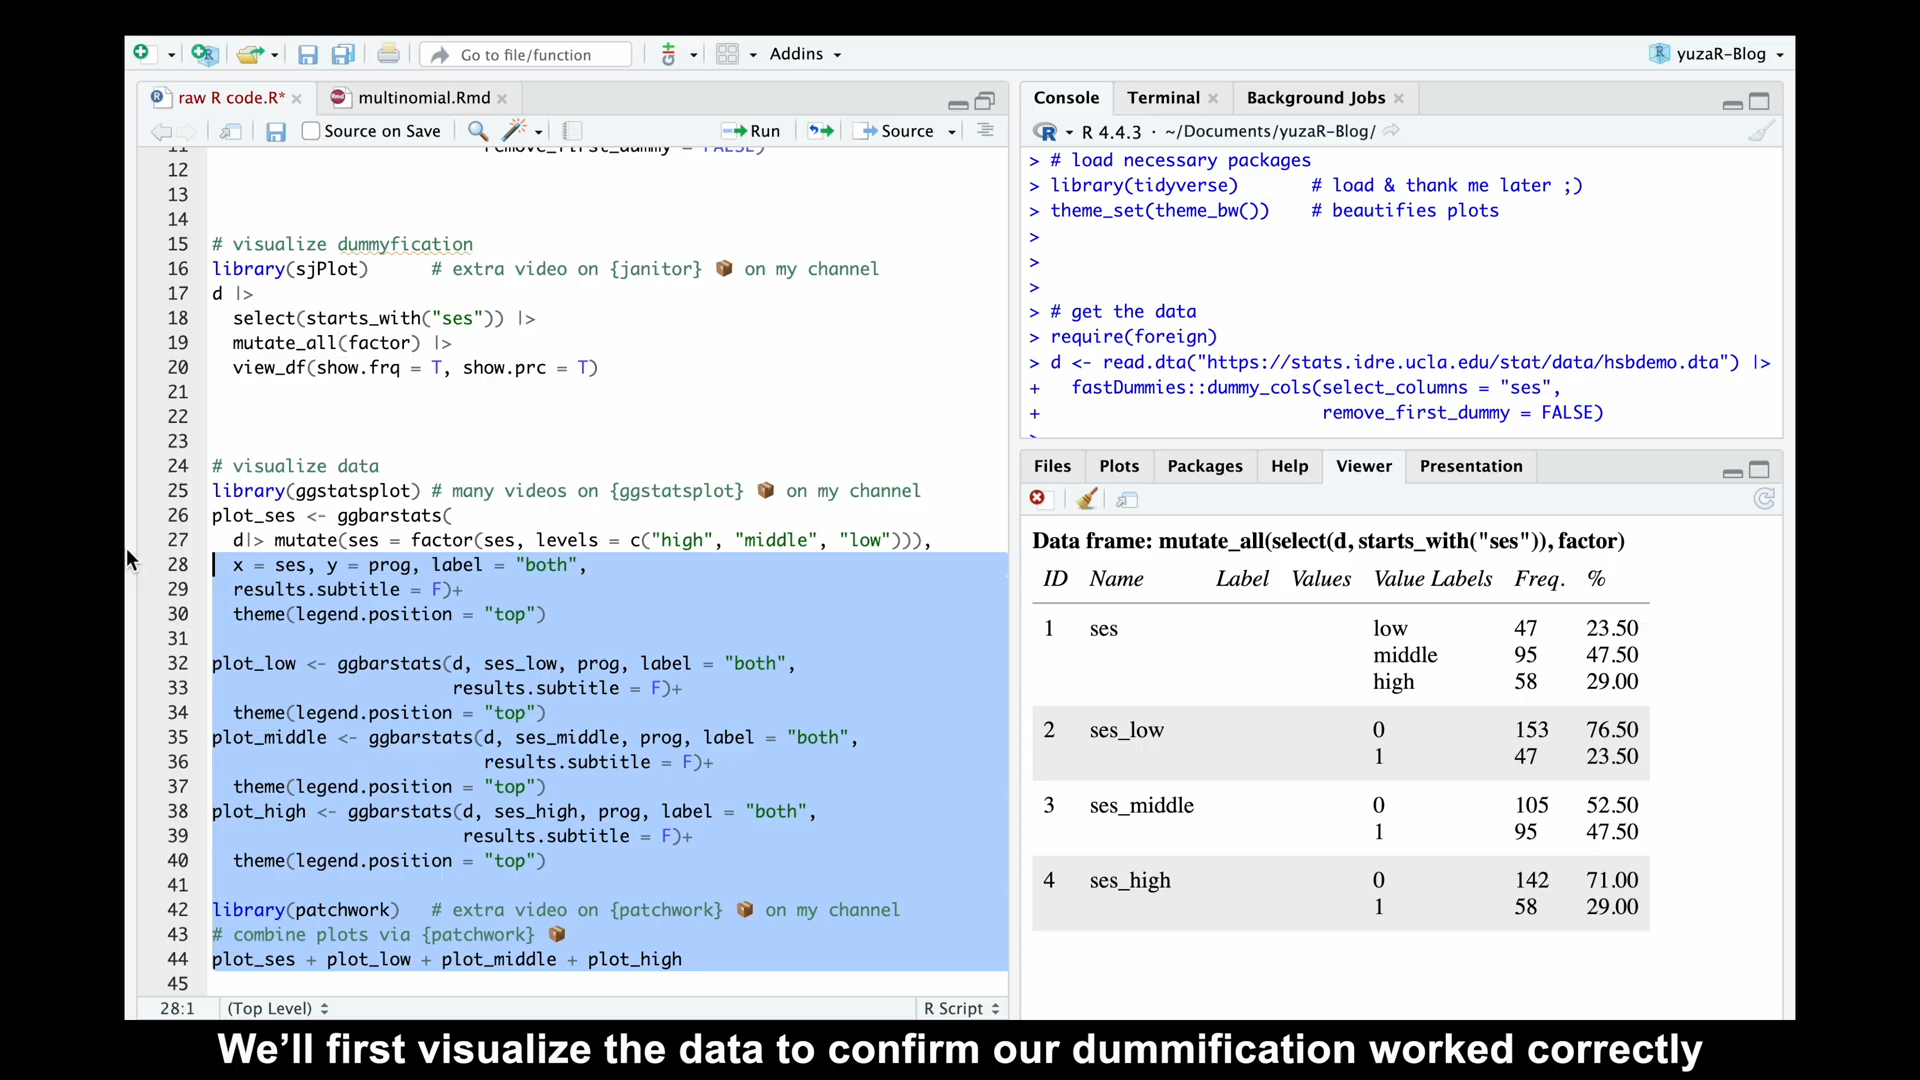 Go to file/function
Addins
yuzaR-Blog
raw R code.R*
multinomial.Rmd
Source on Save
Run
Source
11 remove_first_dummy = FALSE)
12
13
14
15 # visualize dummyfication
16 library(sjPlot)      # extra video on {janitor} 📦 on my channel
17 d |>
18   select(starts_with("ses")) |>
19   mutate_all(factor) |>
20   view_df(show.frq = T, show.prc = T)
21
22
23
24 # visualize data
25 library(ggstatsplot) # many videos on {ggstatsplot} 📦 on my channel
26 plot_ses <- ggbarstats(
27   d|> mutate(ses = factor(ses, levels = c("high", "middle", "low"))),
28   x = ses, y = prog, label = "both",
29   results.subtitle = F)+
30   theme(legend.position = "top")
31
32 plot_low <- ggbarstats(d, ses_low, prog, label = "both",
33                        results.subtitle = F)+
34   theme(legend.position = "top")
35 plot_middle <- ggbarstats(d, ses_middle, prog, label = "both",
36                           results.subtitle = F)+
37   theme(legend.position = "top")
38 plot_high <- ggbarstats(d, ses_high, prog, label = "both",
39                         results.subtitle = F)+
40   theme(legend.position = "top")
41
42 library(patchwork)   # extra video on {patchwork} 📦 on my channel
43 # combine plots via {patchwork} 📦
44 plot_ses + plot_low + plot_middle + plot_high
45
28:1 (Top Level) R Script
Console Terminal Background Jobs
R 4.4.3 · ~/Documents/yuzaR-Blog/
> # load necessary packages
> library(tidyverse)       # load & thank me later ;)
> theme_set(theme_bw())    # beautifies plots
>
>
>
> # get the data
> require(foreign)
> d <- read.dta("https://stats.idre.ucla.edu/stat/data/hsbdemo.dta") |>
+   fastDummies::dummy_cols(select_columns = "ses",
+                           remove_first_dummy = FALSE)
Files Plots Packages Help Viewer Presentation
Data frame: mutate_all(select(d, starts_with("ses")), factor)
ID Name Label Values Value Labels Freq. %
1 ses low 47 23.50
middle 95 47.50
high 58 29.00
2 ses_low 0 153 76.50
1 47 23.50
3 ses_middle 0 105 52.50
1 95 47.50
4 ses_high 0 142 71.00
1 58 29.00
We'll first visualize the data to confirm our dummification worked correctly